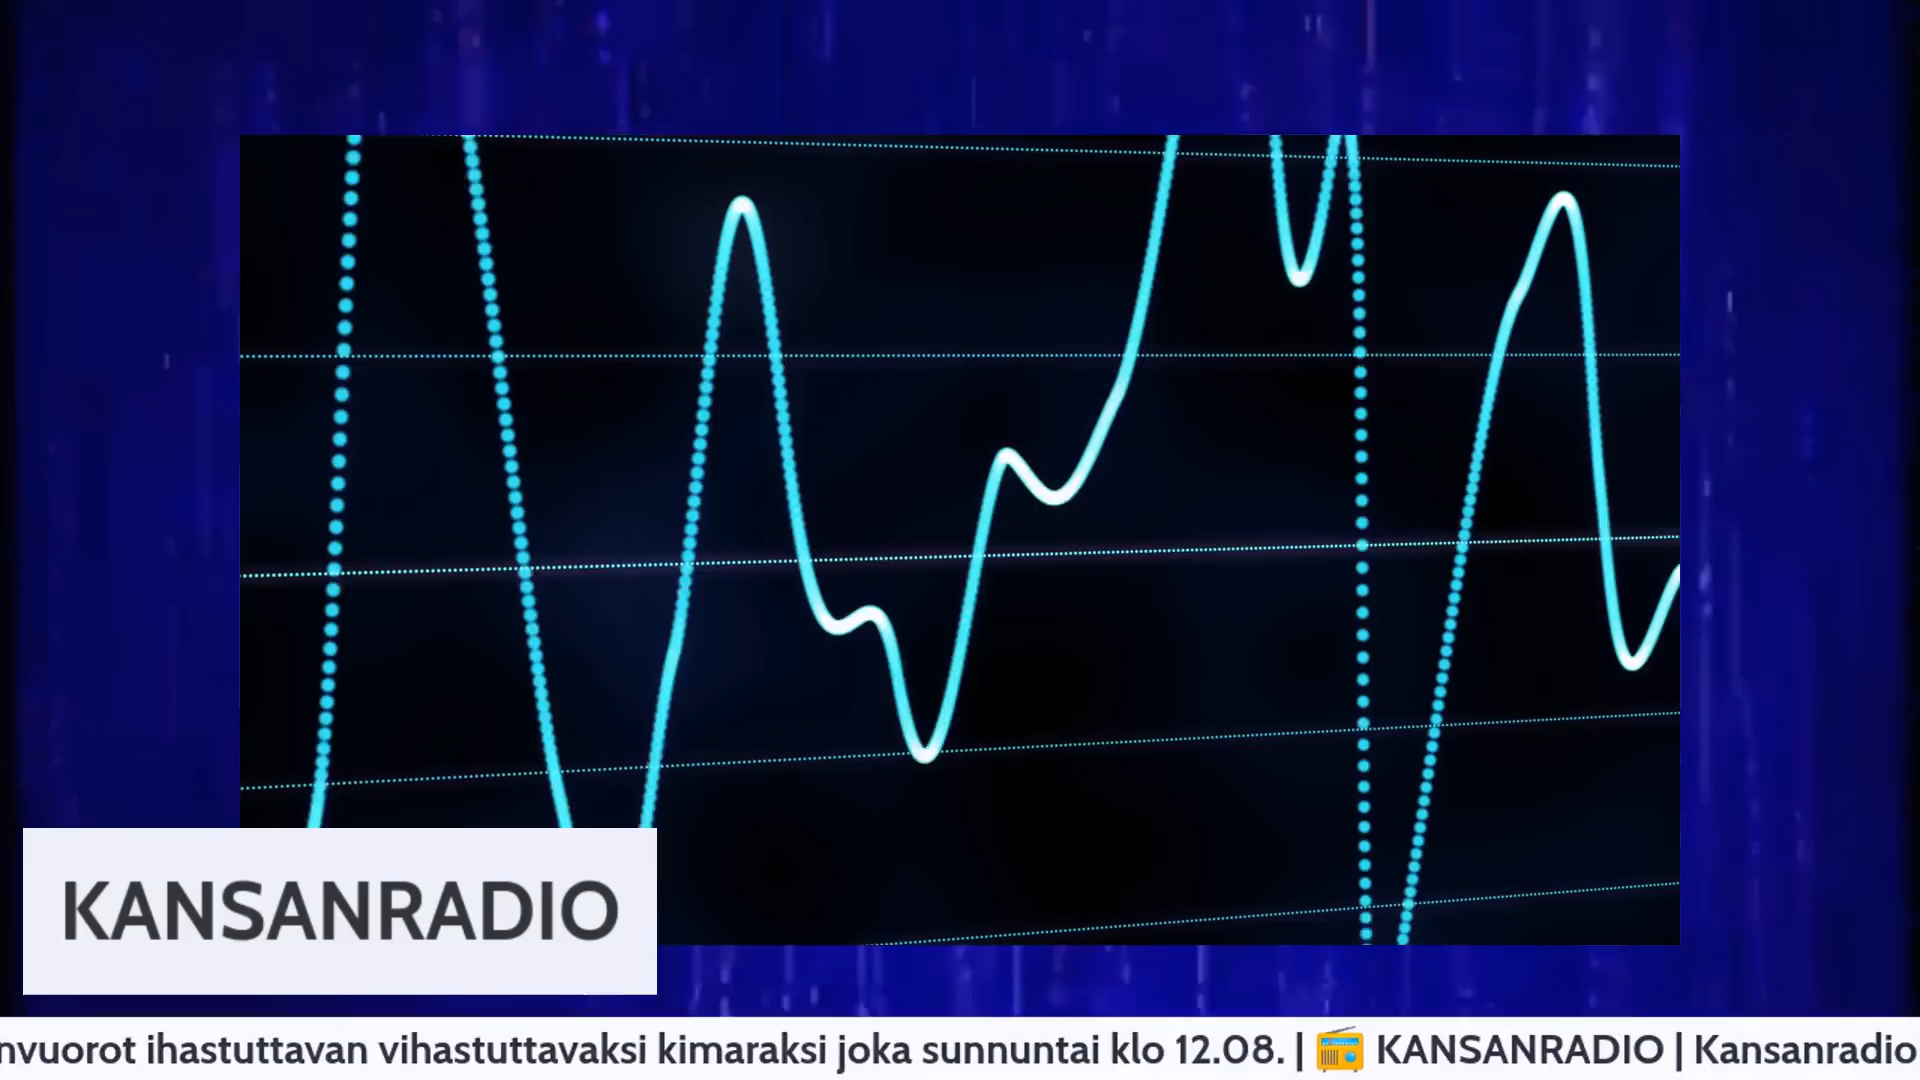 KANSANRADIO
nvuorot ihastuttavan vihastuttavaksi kimaraksi joka sunnuntai klo 12.08. | 📻 KANSANRADIO | Kansanradio